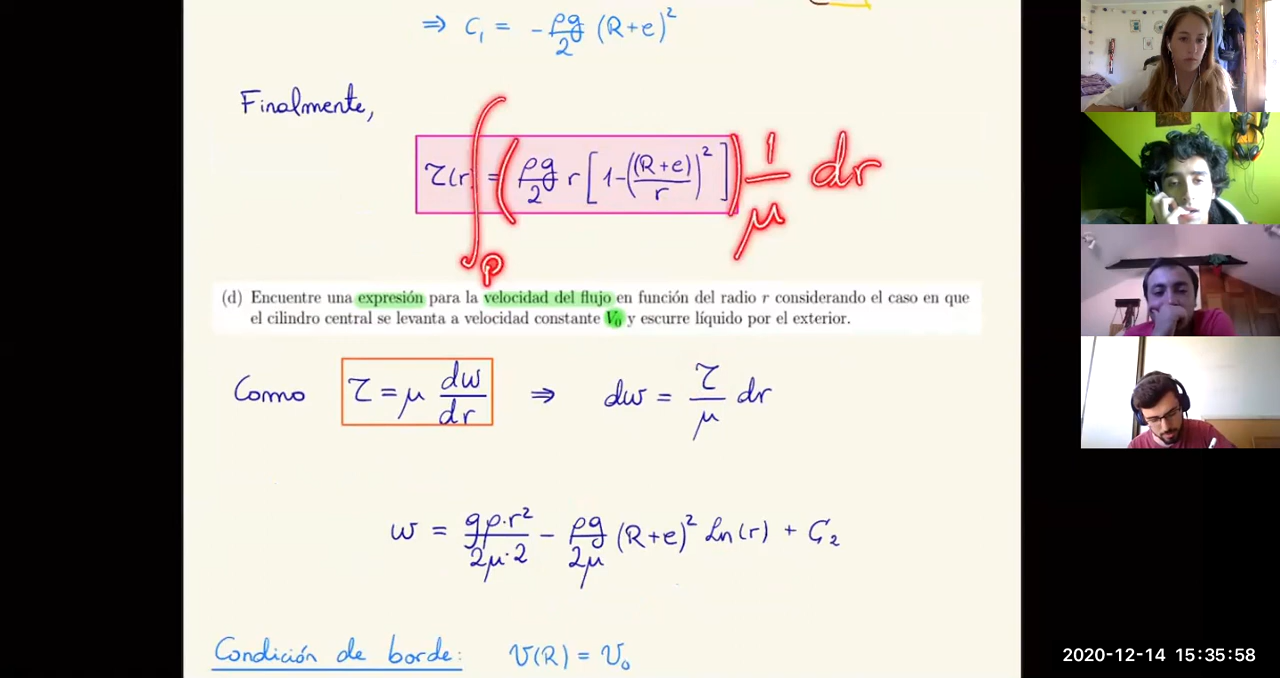 ⇒ C₁ = -ρg/2 (R+e)²
Finalmente,
τ(r) = ∫ (ρg/2 r [1-((R+e)/r)²]) 1/μ dr
P
(d) Encuentre una expresión para la velocidad del flujo en función del radio r considerando el caso en que
el cilindro central se levanta a velocidad constante V₀ y escurre líquido por el exterior.
Como τ = μ dw/dr ⇒ dw = τ/μ dr
w = gρ·r²/2μ·2 - ρg/2μ (R+e)² Ln(r) + C₂
Condición de borde: V(R) = V₀
2020-12-14 15:35:58